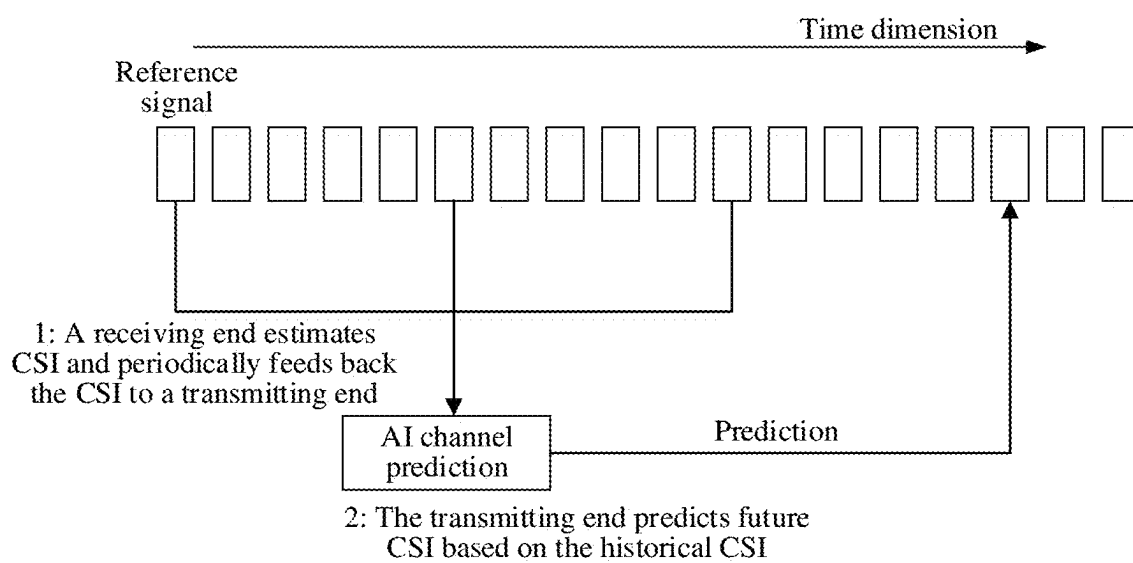 Time dimension
Reference
signal
1: A receiving end estimates
CSI and periodically feeds back
the CSI to a transmitting end
AI channel
prediction
Prediction
2: The transmitting end predicts future
CSI based on the historical CSI